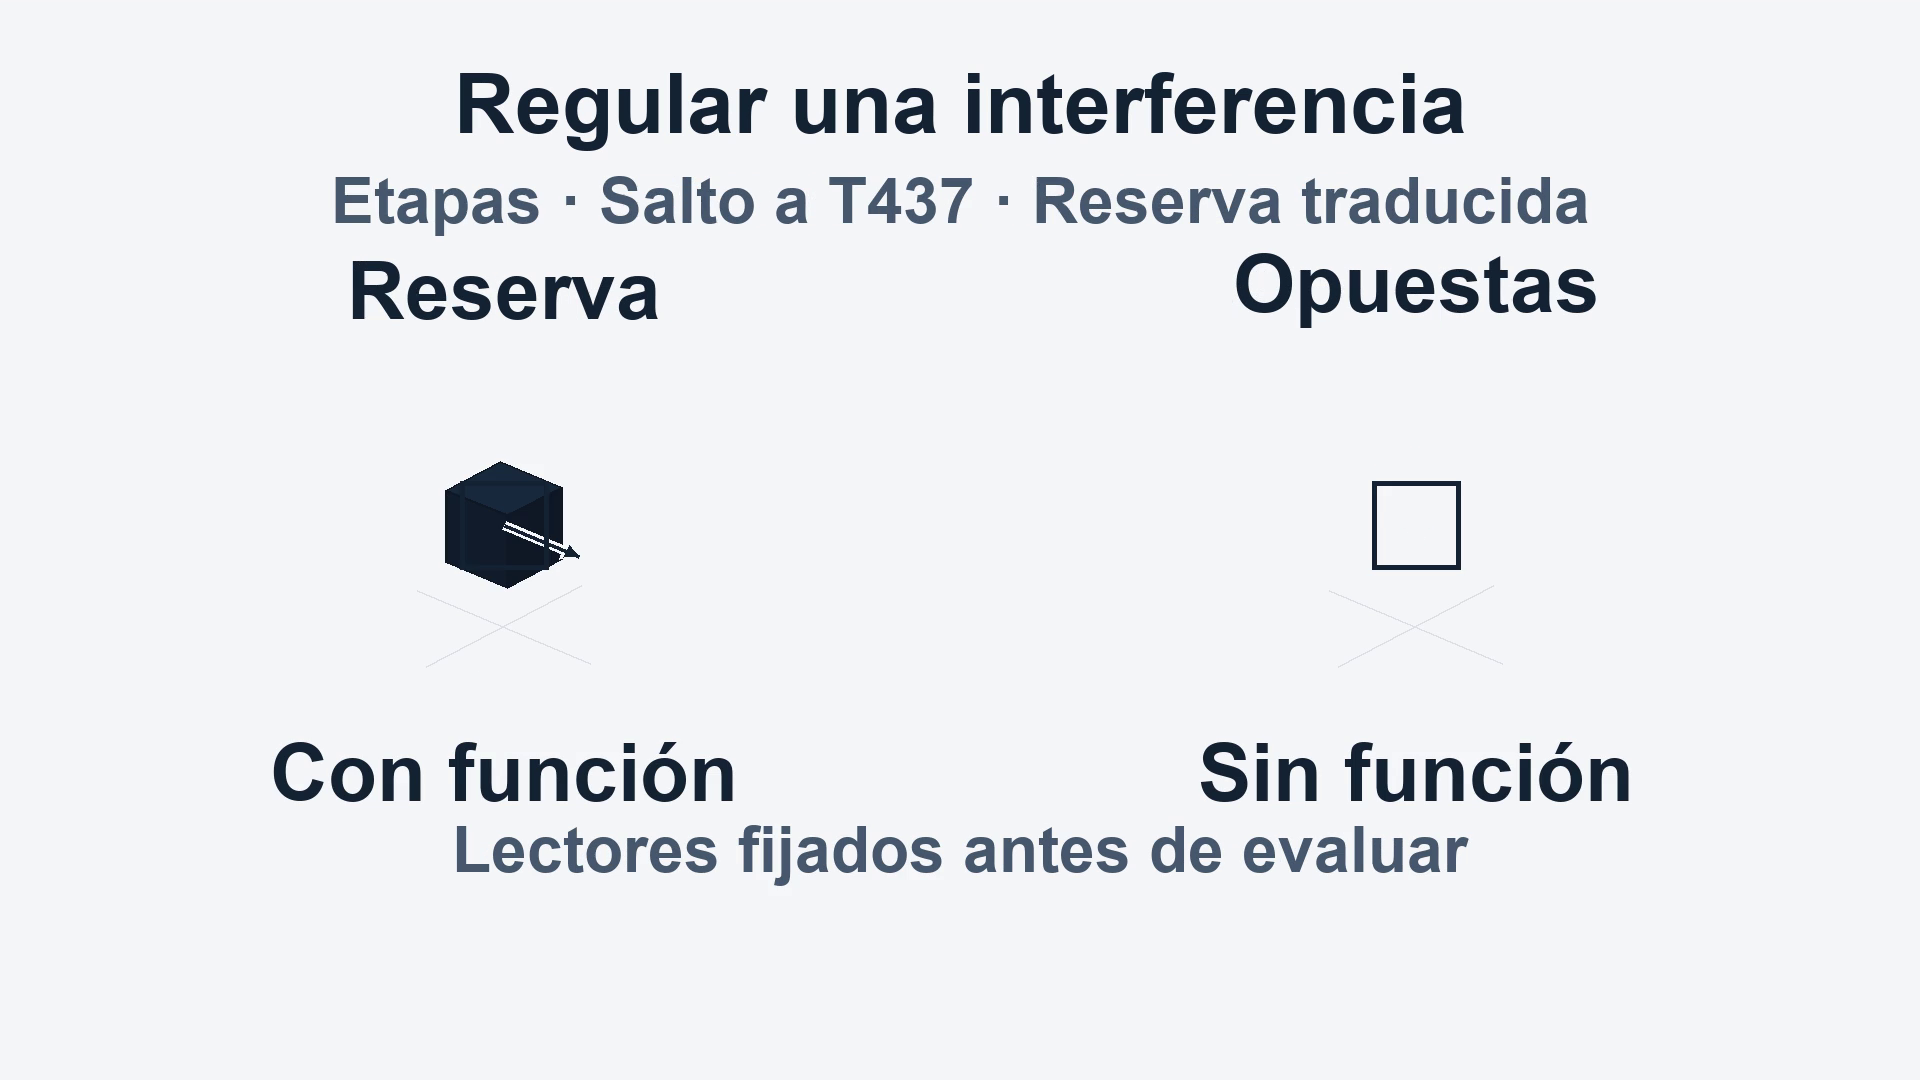 Regular una interferencia
Etapas · Salto a T437 · Reserva traducida
Reserva
Opuestas
Con función
Sin función
Lectores fijados antes de evaluar